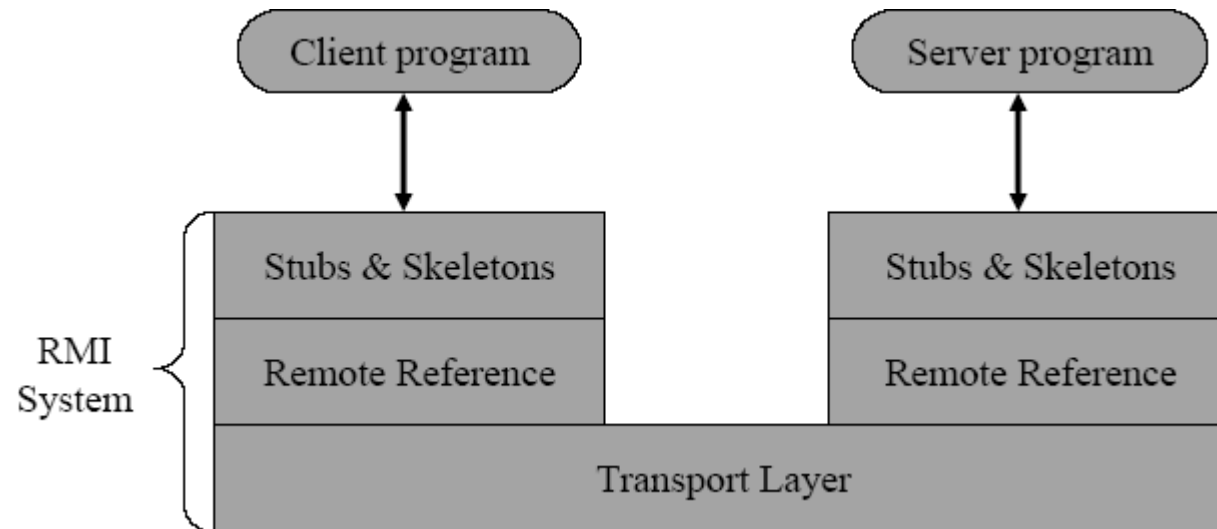 Client program
Server program
Stubs & Skeletons
Stubs & Skeletons
RMI
System
Remote Reference
Remote Reference
Transport Layer